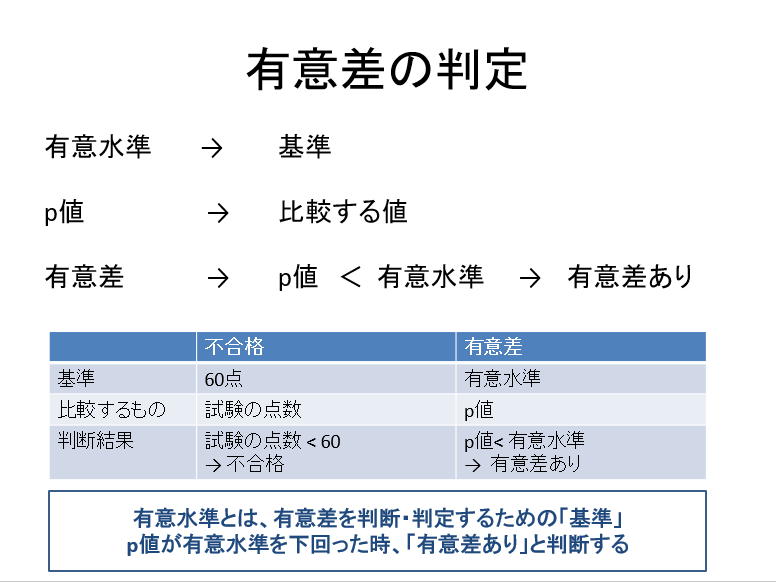 有意差の判定
有意水準 → 基準
p値 → 比較する値
有意差 → p値 < 有意水準 → 有意差あり
不合格 有意差
基準 60点 有意水準
比較するもの 試験の点数 p値
判断結果 試験の点数 < 60 p値< 有意水準
→ 不合格 → 有意差あり
有意水準とは、有意差を判断・判定するための「基準」
p値が有意水準を下回った時、「有意差あり」と判断する